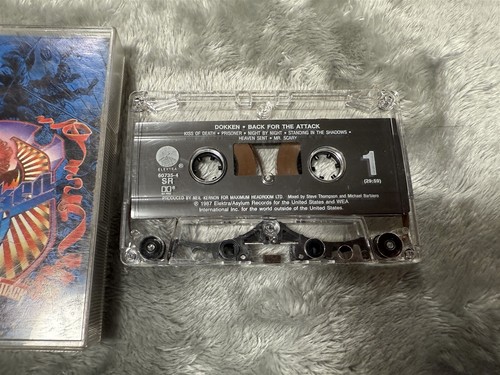 DOKKEN • BACK FOR THE ATTACK
KISS OF DEATH • PRISONER • NIGHT BY NIGHT • STANDING IN THE SHADOWS •
HEAVEN SENT • MR. SCARY
ELEKTRA
60735-4
SR
1
(29:59)
PRODUCED BY NEIL KERNON FOR MAXIMUM HEADROOM LTD. Mixed by Steve Thompson and Michael Barbiero
© 1987 Elektra/Asylum Records for the United States and WEA
International Inc. for the world outside of the United States.